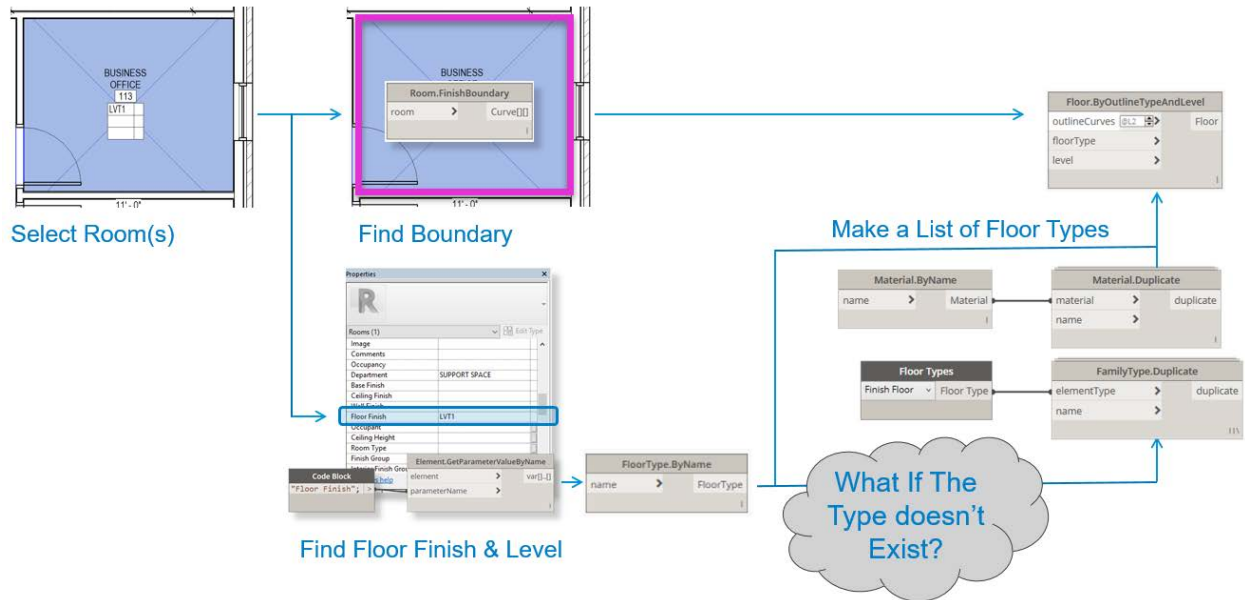 BUSINESS
OFFICE
113
LVT1
11' - 0"
Select Room(s)
BUSINESS
Room.FinishBoundary
room > Curve[][]
|
11' - 0"
Find Boundary
Floor.ByOutlineTypeAndLevel
outlineCurves @L2 > Floor
floorType >
level >
|
Make a List of Floor Types
Material.ByName
name > Material
|
Material.Duplicate
material > duplicate
name >
|
Floor Types
Finish Floor Floor Type
FamilyType.Duplicate
elementType > duplicate
name >
Properties
R
Rooms (1) Edit Type
Image
Comments
Occupancy
Department SUPPORT SPACE
Base Finish
Ceiling Finish
Wall Finish
Floor Finish LVT1
Occupant
Ceiling Height
Room Type
Finish Group
Code Block
"Floor Finish"; >
Element.GetParameterValueByName
element > var[]..[]
parameterName >
|
FloorType.ByName
name > FloorType
|
Find Floor Finish & Level
What If The
Type doesn't
Exist?